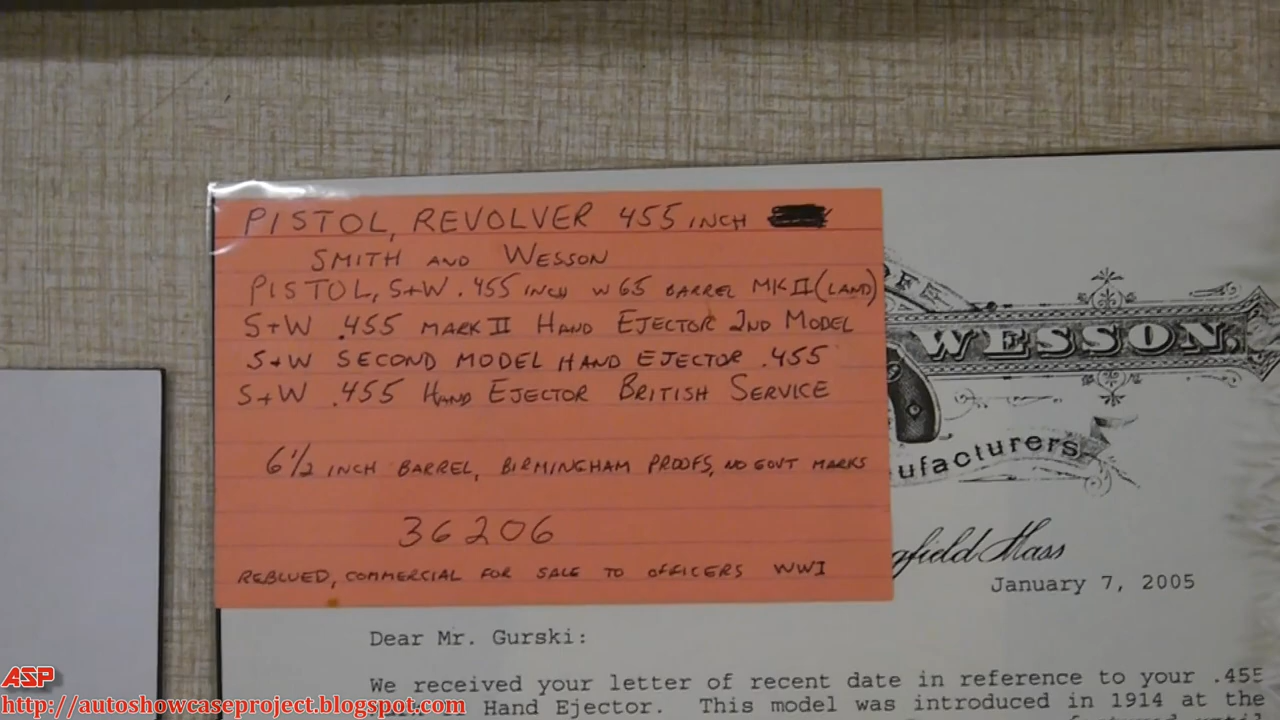 PISTOL, REVOLVER 455 INCH
SMITH AND WESSON
PISTOL, S+W .455 INCH W 6.5 BARREL MK II (LAND)
S+W .455 MARK II HAND EJECTOR 2ND MODEL
S+W SECOND MODEL HAND EJECTOR .455
S+W .455 HAND EJECTOR BRITISH SERVICE
6 1/2 INCH BARREL, BIRMINGHAM PROOFS, NO GOVT MARKS
36206
REBLUED, COMMERCIAL FOR SALE TO OFFICERS WWI
WESSON,
ufacturers
gfield Mass
January 7, 2005
Dear Mr. Gurski:
We received your letter of recent date in reference to your .455
Hand Ejector. This model was introduced in 1914 at the
ASP
http://autoshowcaseproject.blogspot.com